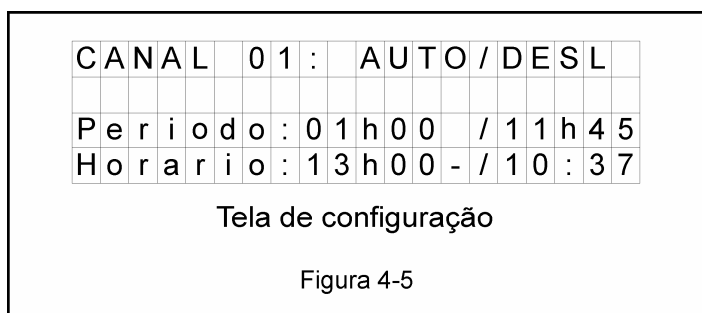 CANAL 01: AUTO/DESL
Periodo:01h00 /11h45
Horario:13h00-/10:37
Tela de configuração
Figura 4-5